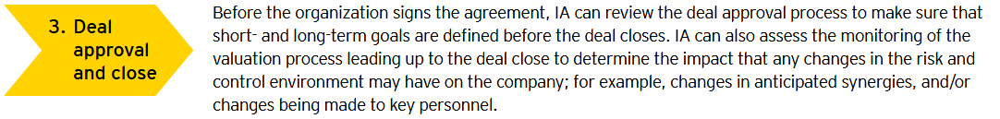 3. Deal
approval
and close
Before the organization signs the agreement, IA can review the deal approval process to make sure that
short- and long-term goals are defined before the deal closes. IA can also assess the monitoring of the
valuation process leading up to the deal close to determine the impact that any changes in the risk and
control environment may have on the company; for example, changes in anticipated synergies, and/or
changes being made to key personnel.